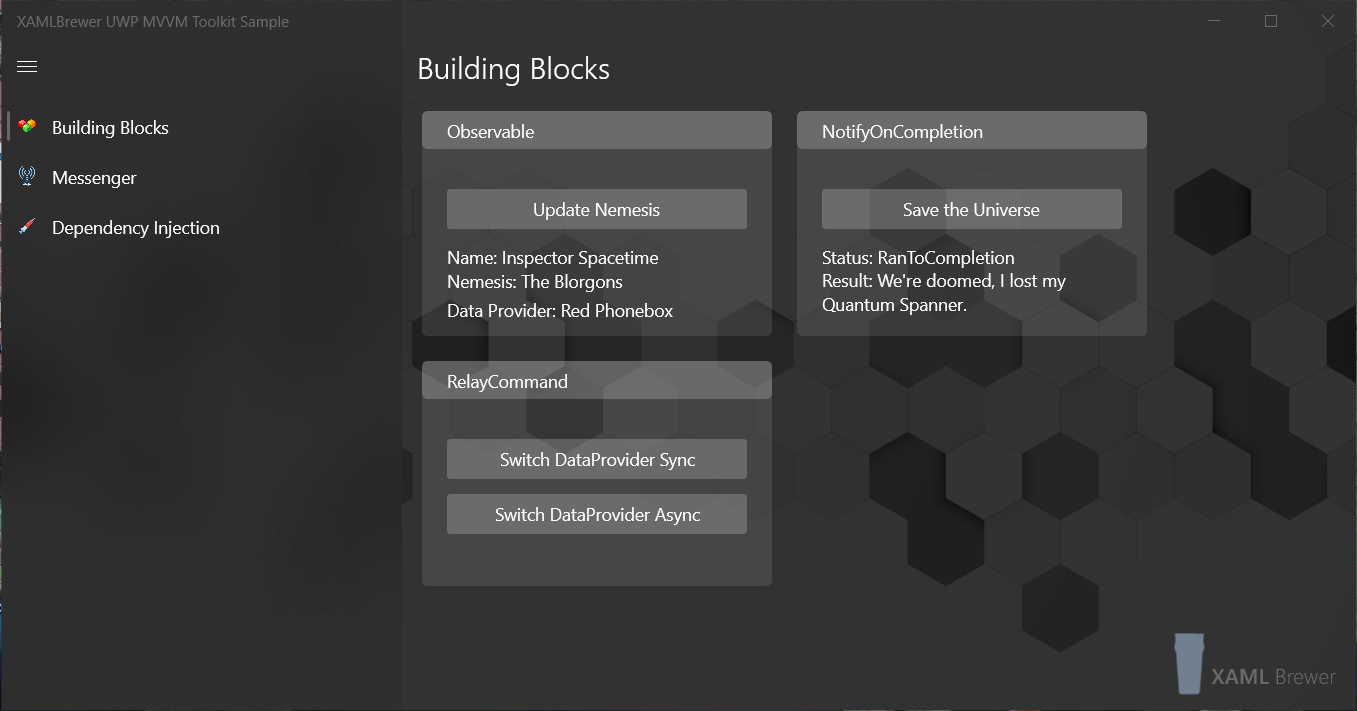 XAMLBrewer UWP MVVM Toolkit Sample
Building Blocks
Messenger
Dependency Injection
Building Blocks
Observable
Update Nemesis
Name: Inspector Spacetime
Nemesis: The Blorgons
Data Provider: Red Phonebox
NotifyOnCompletion
Save the Universe
Status: RanToCompletion
Result: We're doomed, I lost my
Quantum Spanner.
RelayCommand
Switch DataProvider Sync
Switch DataProvider Async
XAML Brewer